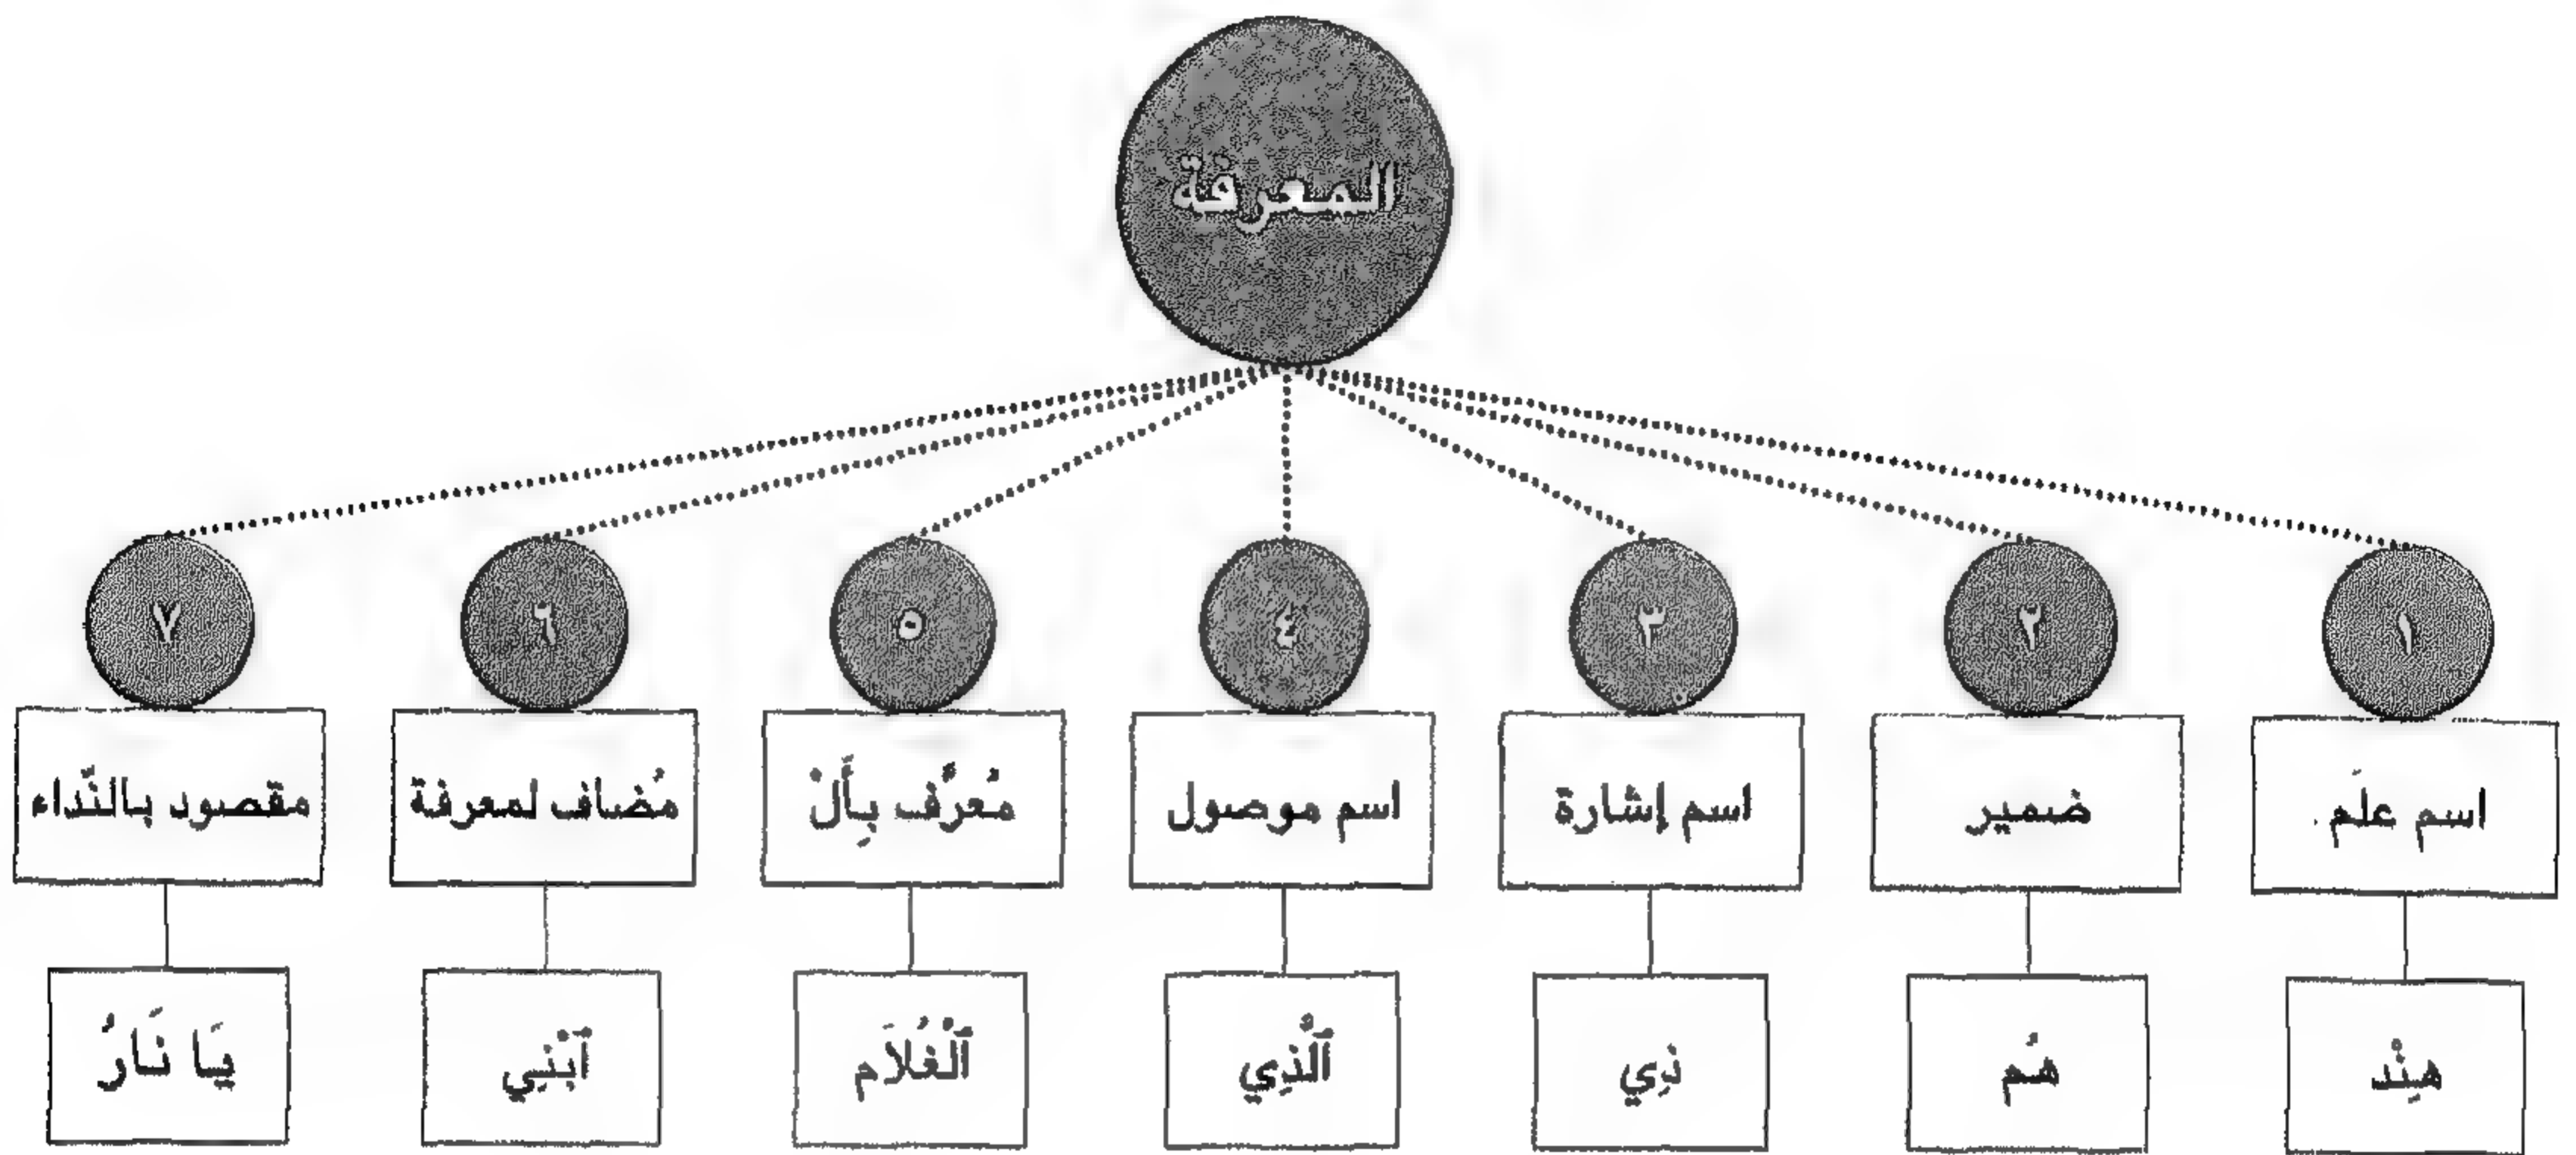 المعرفة
١
٢
٣
٤
٥
٦
٧
اسم علَم
ضمير
اسم إشارة
اسم موصول
مُعرَّف بِأَلْ
مُضاف لمعرفة
مقصود بالنّداء
هِنْد
هُم
ذِي
ٱلَّذِي
ٱلْغُلاَم
ٱبْنِي
يَا نَارُ